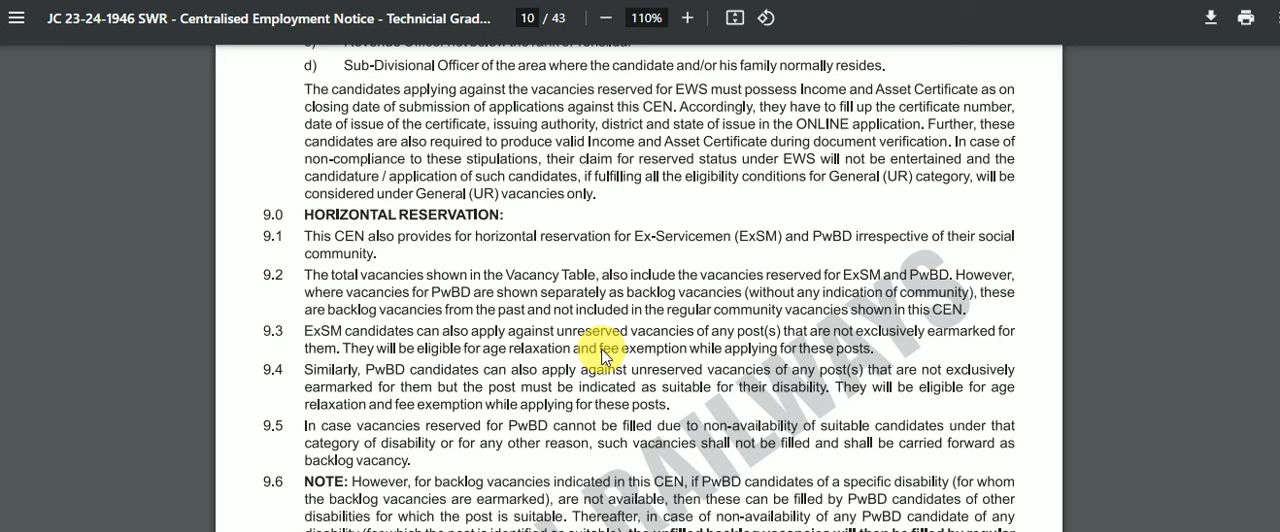 JC 23-24-1946 SWR - Centralised Employment Notice - Technicial Grad...
10 / 43
110%
d) Sub-Divisional Officer of the area where the candidate and/or his family normally resides.
The candidates applying against the vacancies reserved for EWS must possess Income and Asset Certificate as on
closing date of submission of applications against this CEN. Accordingly, they have to fill up the certificate number,
date of issue of the certificate, issuing authority, district and state of issue in the ONLINE application. Further, these
candidates are also required to produce valid Income and Asset Certificate during document verification. In case of
non-compliance to these stipulations, their claim for reserved status under EWS will not be entertained and the
candidature / application of such candidates, if fulfilling all the eligibility conditions for General (UR) category, will be
considered under General (UR) vacancies only.
9.0 HORIZONTAL RESERVATION:
9.1 This CEN also provides for horizontal reservation for Ex-Servicemen (ExSM) and PwBD irrespective of their social
community.
9.2 The total vacancies shown in the Vacancy Table, also include the vacancies reserved for ExSM and PwBD. However,
where vacancies for PwBD are shown separately as backlog vacancies (without any indication of community), these
are backlog vacancies from the past and not included in the regular community vacancies shown in this CEN.
9.3 ExSM candidates can also apply against unreserved vacancies of any post(s) that are not exclusively earmarked for
them. They will be eligible for age relaxation and fee exemption while applying for these posts.
9.4 Similarly, PwBD candidates can also apply against unreserved vacancies of any post(s) that are not exclusively
earmarked for them but the post must be indicated as suitable for their disability. They will be eligible for age
relaxation and fee exemption while applying for these posts.
9.5 In case vacancies reserved for PwBD cannot be filled due to non-availability of suitable candidates under that
category of disability or for any other reason, such vacancies shall not be filled and shall be carried forward as
backlog vacancy.
9.6 NOTE: However, for backlog vacancies indicated in this CEN, if PwBD candidates of a specific disability (for whom
the backlog vacancies are earmarked), are not available, then these can be filled by PwBD candidates of other
disabilities for which the post is suitable. Thereafter, in case of non-availability of any PwBD candidate of any
RAILWAYS